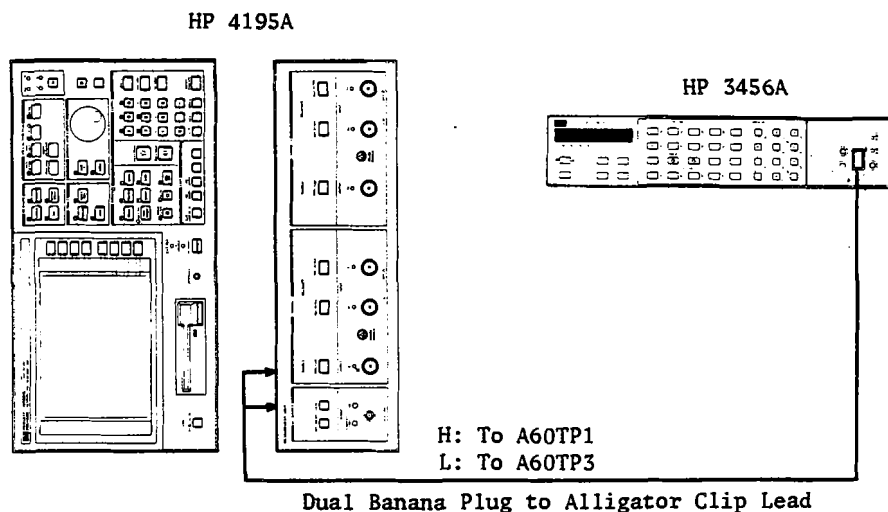 HP 4195A
HP 3456A
H: To A60TP1
L: To A60TP3
Dual Banana Plug to Alligator Clip Lead